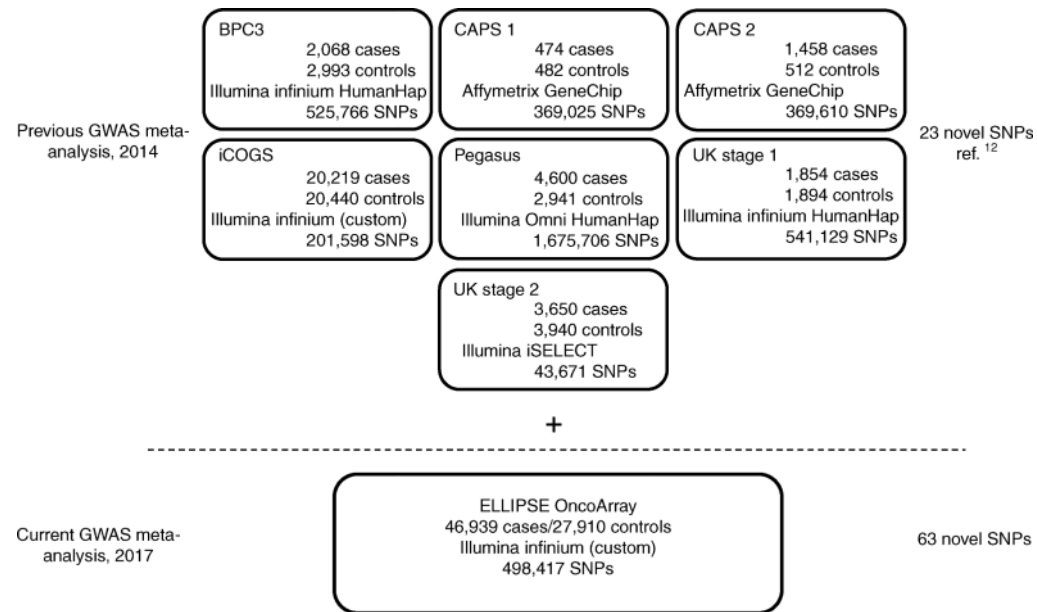 BPC3
2,068 cases
2,993 controls
Illumina infinium HumanHap
525,766 SNPs
CAPS 1
474 cases
482 controls
Affymetrix GeneChip
369,025 SNPs
CAPS 2
1,458 cases
512 controls
Affymetrix GeneChip
369,610 SNPs
Previous GWAS meta-
analysis, 2014
23 novel SNPs
ref. 12
iCOGS
20,219 cases
20,440 controls
Illumina infinium (custom)
201,598 SNPs
Pegasus
4,600 cases
2,941 controls
Illumina Omni HumanHap
1,675,706 SNPs
UK stage 1
1,854 cases
1,894 controls
Illumina infinium HumanHap
541,129 SNPs
UK stage 2
3,650 cases
3,940 controls
Illumina iSELECT
43,671 SNPs
+
Current GWAS meta-
analysis, 2017
ELLIPSE OncoArray
46,939 cases/27,910 controls
Illumina infinium (custom)
498,417 SNPs
63 novel SNPs